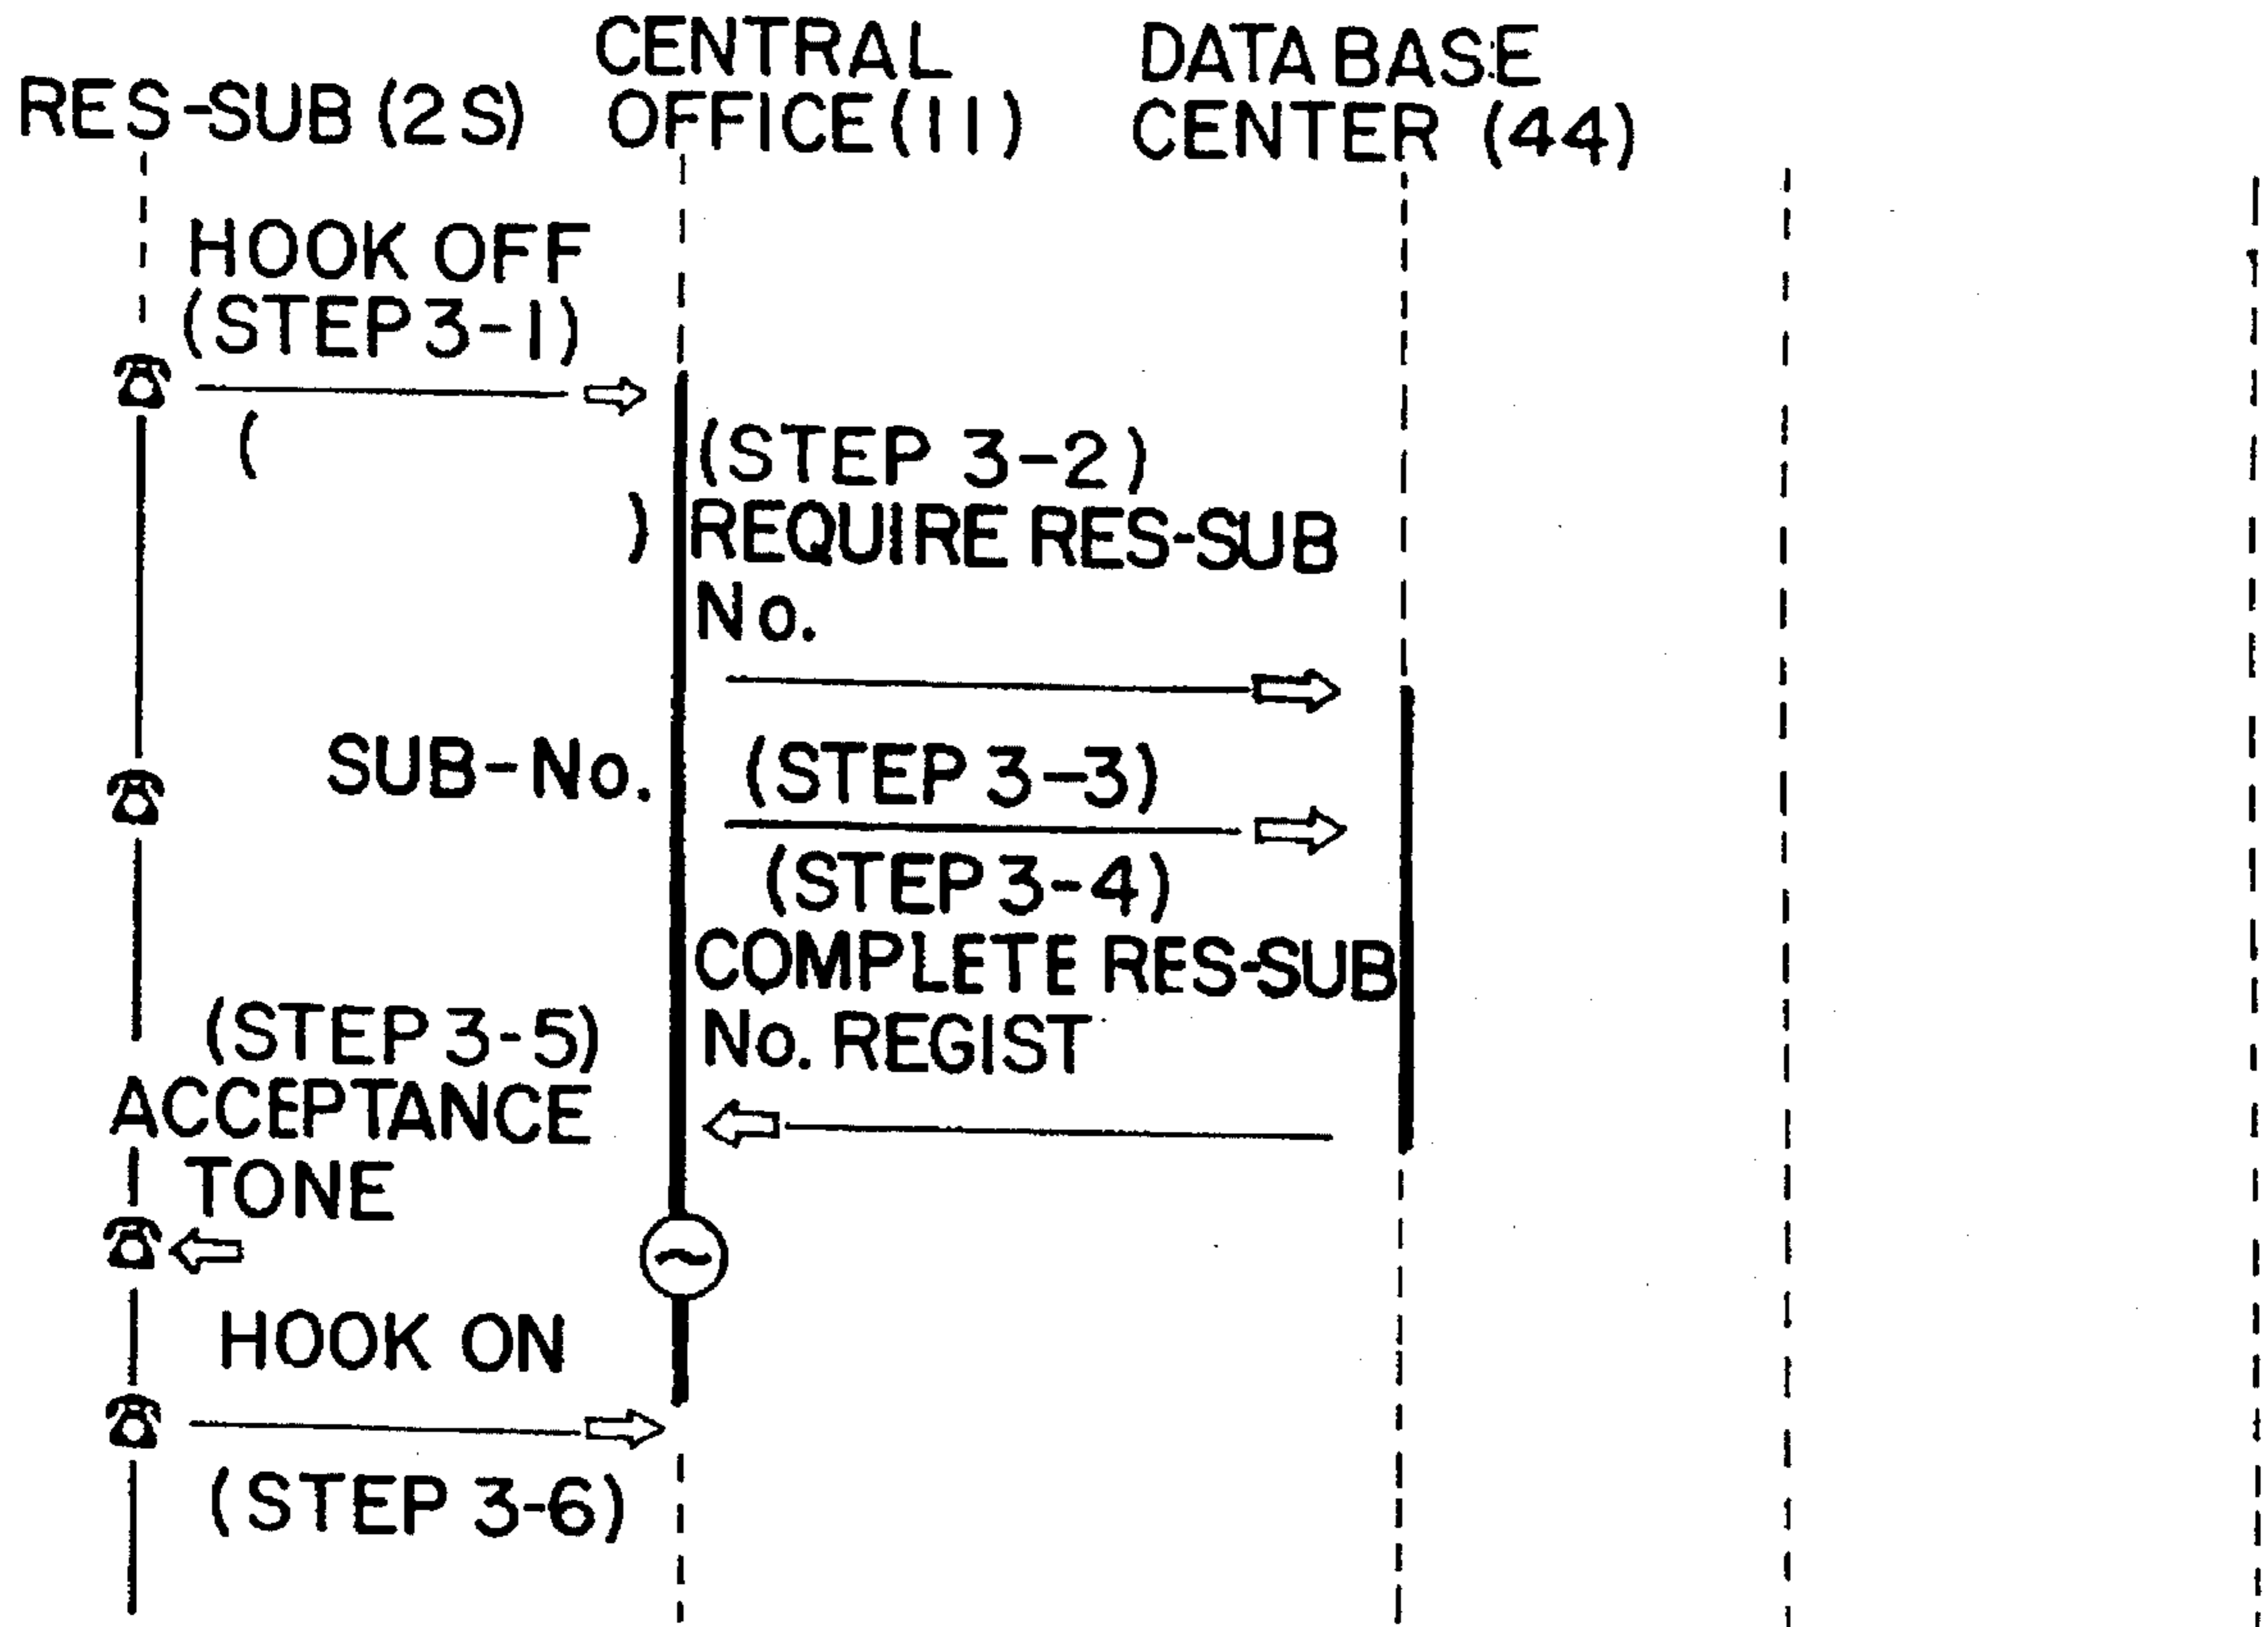 CENTRAL
DATA BASE
RES-SUB (2S)
OFFICE (11)
CENTER (44)
HOOK OFF
(STEP 3-1)
(
(STEP 3-2)
)
REQUIRE RES-SUB
No.
SUB-No.
(STEP 3-3)
(STEP 3-4)
COMPLETE RES-SUB
No. REGIST
(STEP 3-5)
ACCEPTANCE
TONE
HOOK ON
(STEP 3-6)